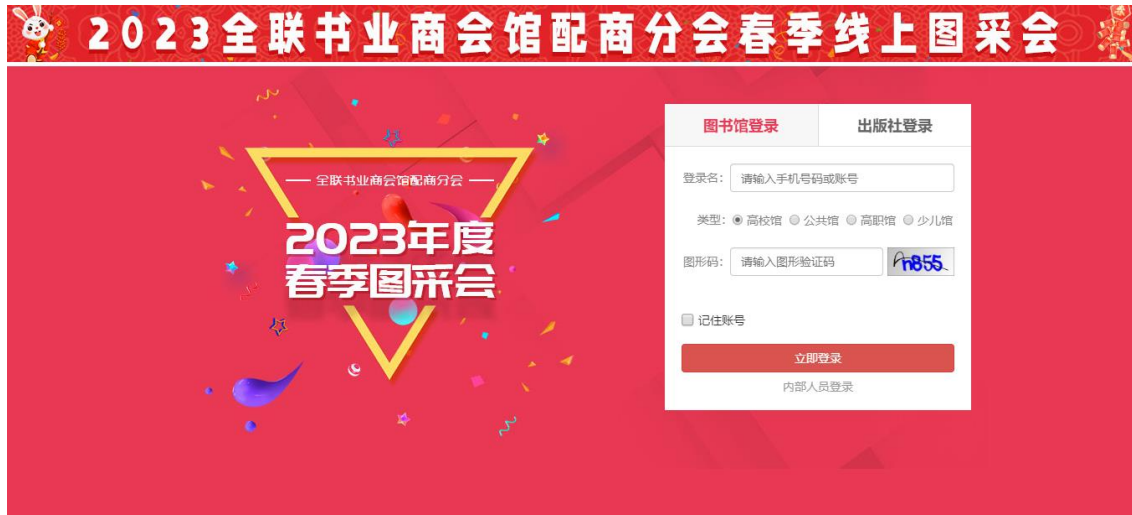 2023全联书业商会馆配商分会春季线上图采会
全联书业商会馆配商分会
2023年度
春季图采会
图书馆登录 出版社登录
登录名： 请输入手机号码或账号
类型： 高校馆 公共馆 高职馆 少儿馆
图形码： 请输入图形验证码 n855
记住账号
立即登录
内部人员登录